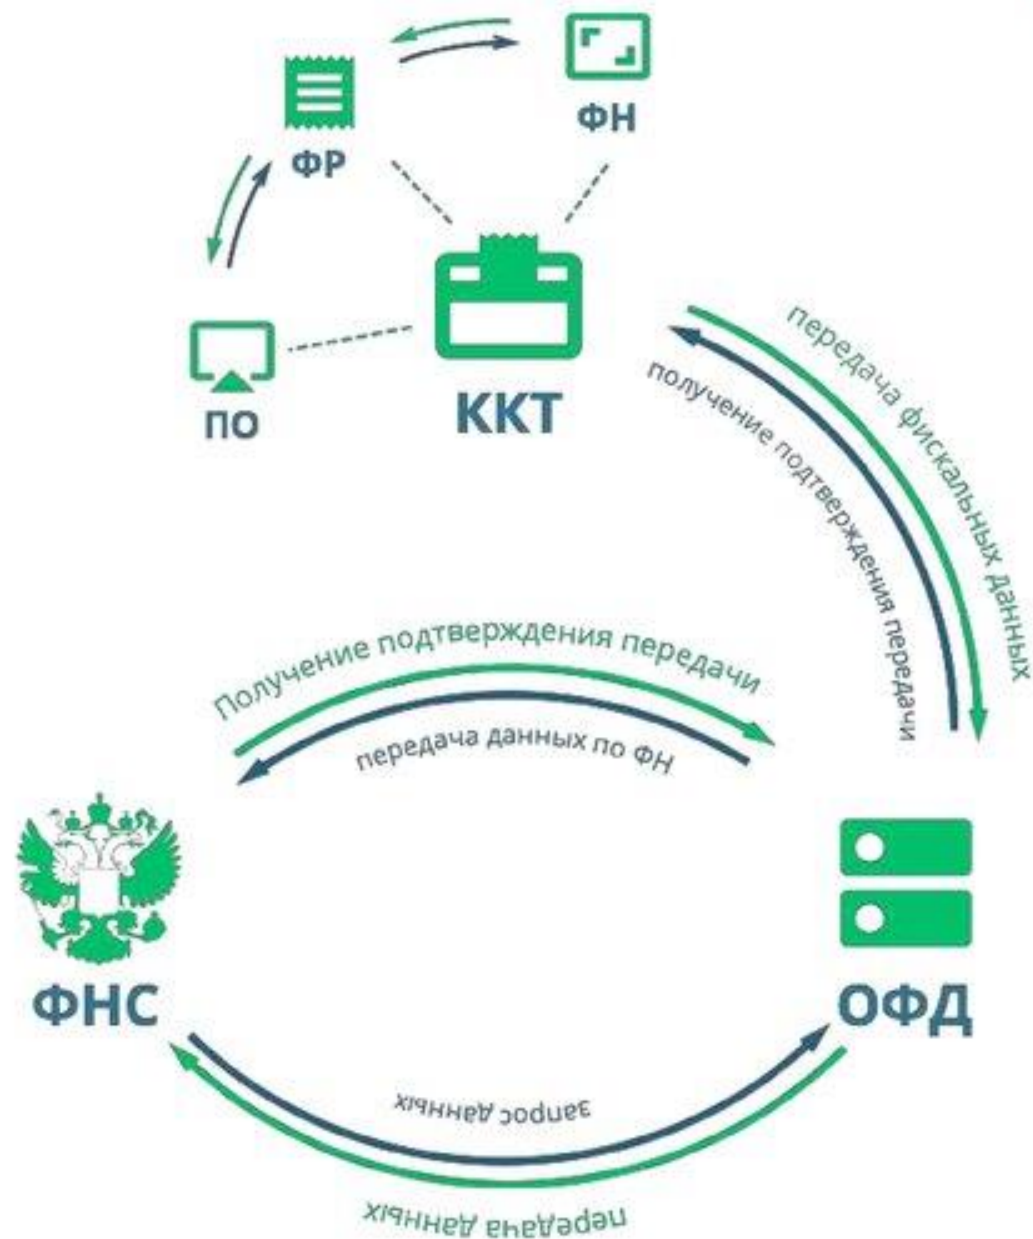 ФН
ФР
ПО
ККТ
передача фискальных данных
получение подтверждения передачи
Получение подтверждения передачи
передача данных по ФН
ФНС
ОФД
запрос данных
передача данных